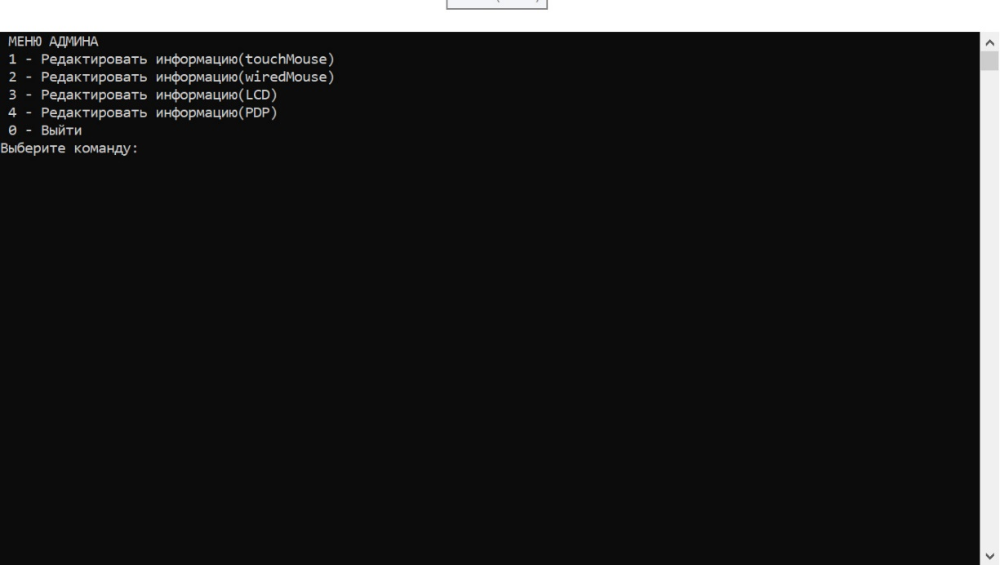 МЕНЮ АДМИНА
1 - Редактировать информацию(touchMouse)
2 - Редактировать информацию(wiredMouse)
3 - Редактировать информацию(LCD)
4 - Редактировать информацию(PDP)
0 - Выйти
Выберите команду: